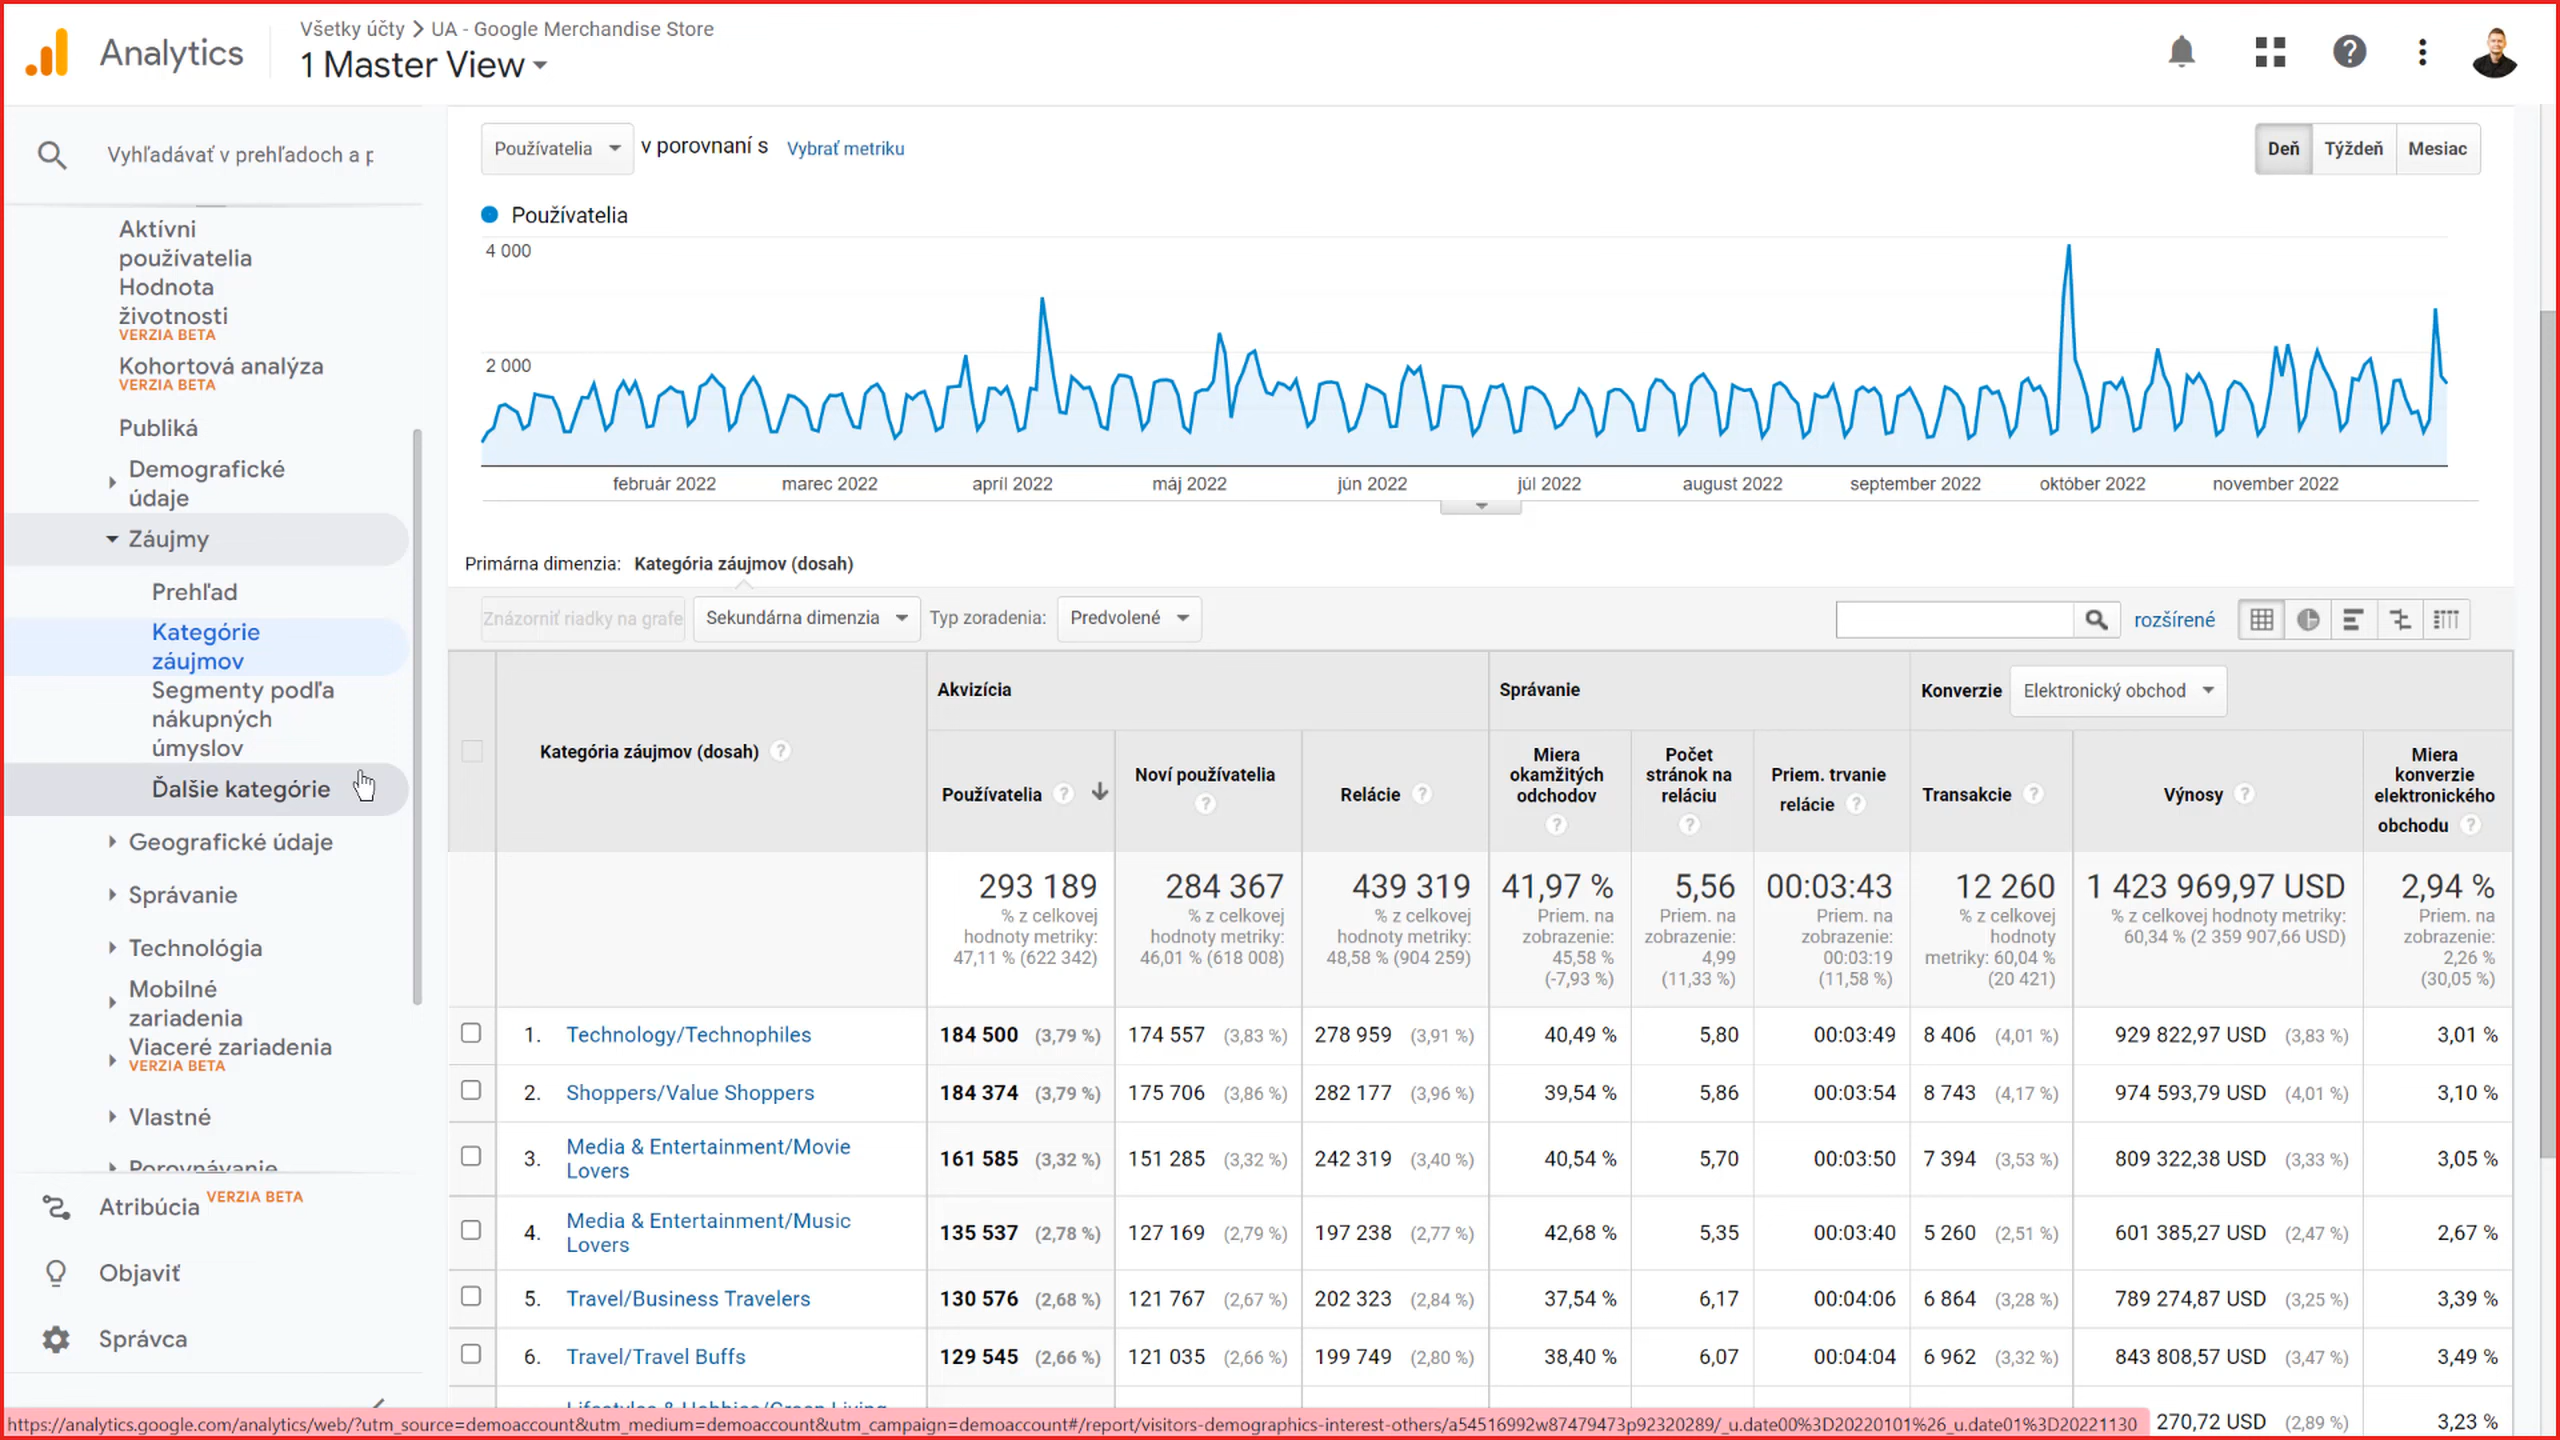 Analytics
Všetky účty > UA - Google Merchandise Store
1 Master View
Vyhľadávať v prehľadoch a p
Aktívni
používatelia
Hodnota
životnosti
VERZIA BETA
Kohortová analýza
VERZIA BETA
Publiká
Demografické
údaje
Záujmy
Prehľad
Kategórie
záujmov
Segmenty podľa
nákupných
úmyslov
Ďalšie kategórie
Geografické údaje
Správanie
Technológia
Mobilné
zariadenia
Viaceré zariadenia
VERZIA BETA
Vlastné
Porovnávanie
Atribúcia VERZIA BETA
Objaviť
Správca
Používatelia v porovnaní s Vybrať metriku
Deň Týždeň Mesiac
Používatelia
4 000
2 000
február 2022 marec 2022 apríl 2022 máj 2022 jún 2022 júl 2022 august 2022 september 2022 október 2022 november 2022
Primárna dimenzia: Kategória záujmov (dosah)
Znázorniť riadky na grafe Sekundárna dimenzia Typ zoradenia: Predvolené rozšírené
Kategória záujmov (dosah) ?
Akvizícia Správanie Konverzie Elektronický obchod
Používatelia ? Noví používatelia ? Relácie ? Miera okamžitých odchodov ? Počet stránok na reláciu ? Priem. trvanie relácie ? Transakcie ? Výnosy ? Miera konverzie elektronického obchodu ?
293 189 284 367 439 319 41,97 % 5,56 00:03:43 12 260 1 423 969,97 USD 2,94 %
% z celkovej % z celkovej % z celkovej Priem. na Priem. na Priem. na % z celkovej % z celkovej hodnoty metriky: Priem. na
hodnoty metriky: hodnoty metriky: hodnoty metriky: zobrazenie: zobrazenie: zobrazenie: hodnoty 60,34 % (2 359 907,66 USD) zobrazenie:
47,11 % (622 342) 46,01 % (618 008) 48,58 % (904 259) 45,58 % 4,99 00:03:19 metriky: 60,04 % 2,26 %
(-7,93 %) (11,33 %) (11,58 %) (20 421) (30,05 %)
1. Technology/Technophiles 184 500 (3,79 %) 174 557 (3,83 %) 278 959 (3,91 %) 40,49 % 5,80 00:03:49 8 406 (4,01 %) 929 822,97 USD (3,83 %) 3,01 %
2. Shoppers/Value Shoppers 184 374 (3,79 %) 175 706 (3,86 %) 282 177 (3,96 %) 39,54 % 5,86 00:03:54 8 743 (4,17 %) 974 593,79 USD (4,01 %) 3,10 %
3. Media & Entertainment/Movie Lovers 161 585 (3,32 %) 151 285 (3,32 %) 242 319 (3,40 %) 40,54 % 5,70 00:03:50 7 394 (3,53 %) 809 322,38 USD (3,33 %) 3,05 %
4. Media & Entertainment/Music Lovers 135 537 (2,78 %) 127 169 (2,79 %) 197 238 (2,77 %) 42,68 % 5,35 00:03:40 5 260 (2,51 %) 601 385,27 USD (2,47 %) 2,67 %
5. Travel/Business Travelers 130 576 (2,68 %) 121 767 (2,67 %) 202 323 (2,84 %) 37,54 % 6,17 00:04:06 6 864 (3,28 %) 789 274,87 USD (3,25 %) 3,39 %
6. Travel/Travel Buffs 129 545 (2,66 %) 121 035 (2,66 %) 199 749 (2,80 %) 38,40 % 6,07 00:04:04 6 962 (3,32 %) 843 808,57 USD (3,47 %) 3,49 %
Lifestyles & Hobbies/Green Living
270,72 USD (2,89 %) 3,23 %
https://analytics.google.com/analytics/web/?utm_source=demoaccount&utm_medium=demoaccount&utm_campaign=demoaccount#/report/visitors-demographics-interest-others/a54516992w87479473p92320289/_u.date00%3D20220101%26_u.date01%3D20221130